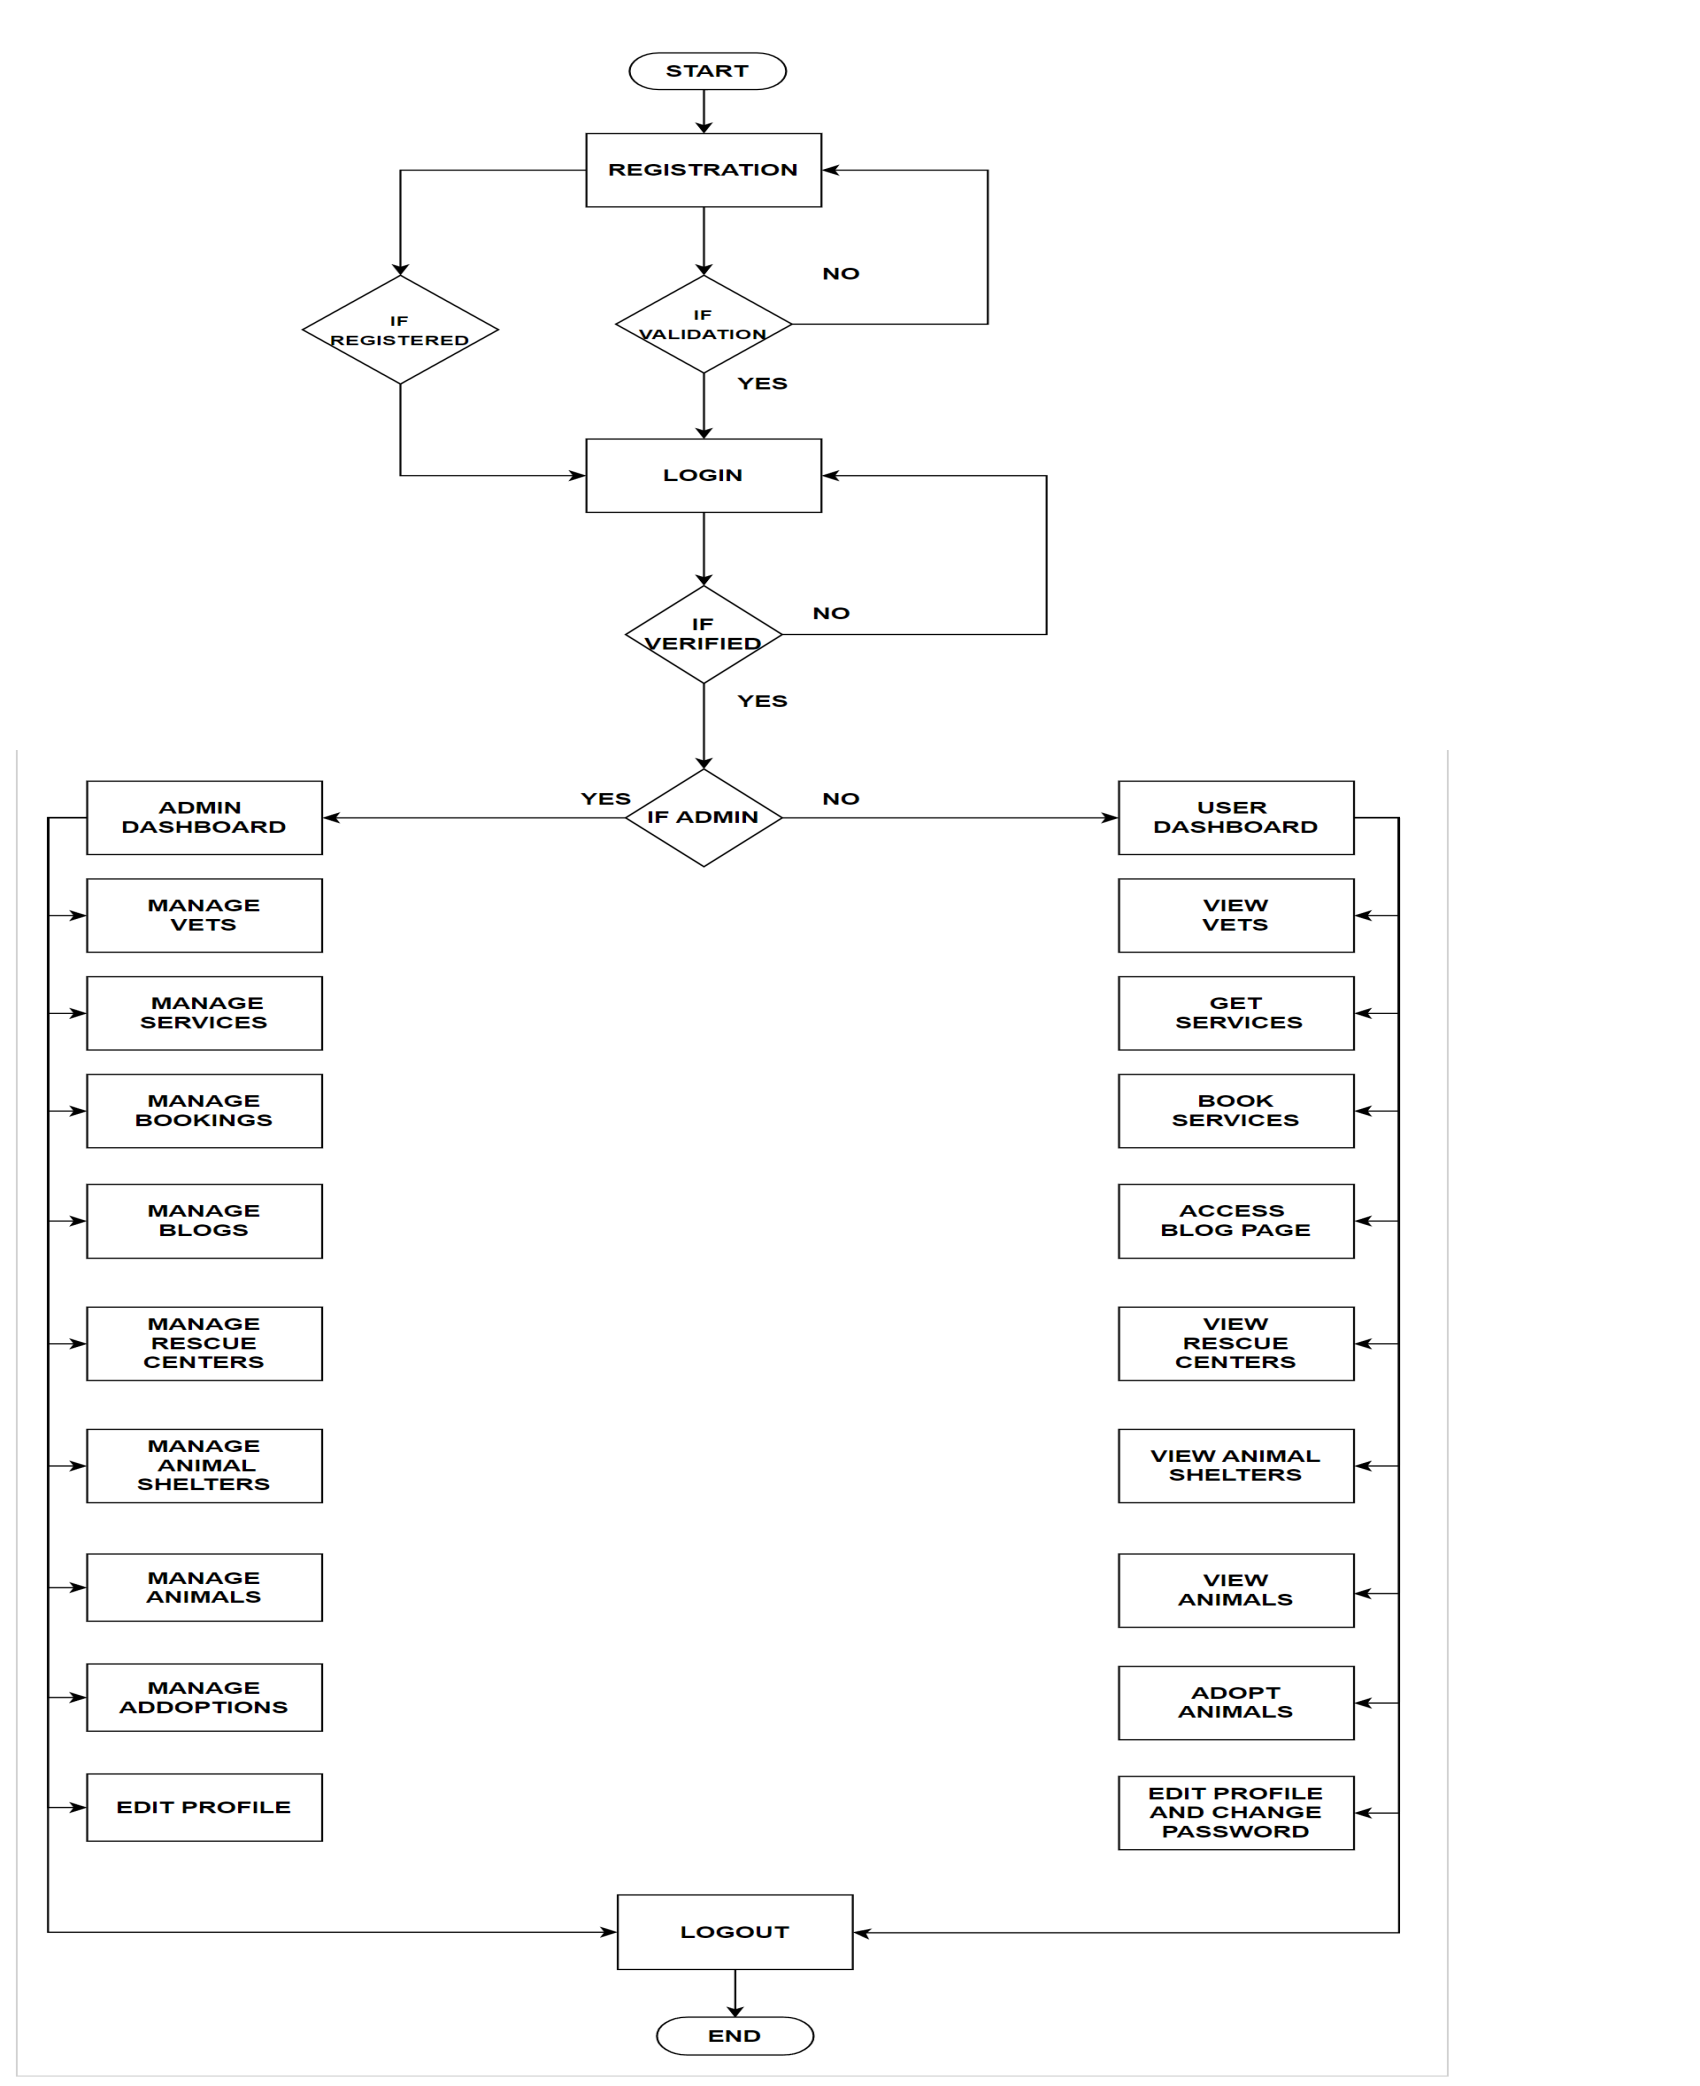 START
REGISTRATION
NO
IF
REGISTERED
IF
VALIDATION
YES
LOGIN
NO
IF
VERIFIED
YES
YES
IF ADMIN
NO
ADMIN
DASHBOARD
USER
DASHBOARD
MANAGE
VETS
VIEW
VETS
MANAGE
SERVICES
GET
SERVICES
MANAGE
BOOKINGS
BOOK
SERVICES
MANAGE
BLOGS
ACCESS
BLOG PAGE
MANAGE
RESCUE
CENTERS
VIEW
RESCUE
CENTERS
MANAGE
ANIMAL
SHELTERS
VIEW ANIMAL
SHELTERS
MANAGE
ANIMALS
VIEW
ANIMALS
MANAGE
ADDOPTIONS
ADOPT
ANIMALS
EDIT PROFILE
EDIT PROFILE
AND CHANGE
PASSWORD
LOGOUT
END